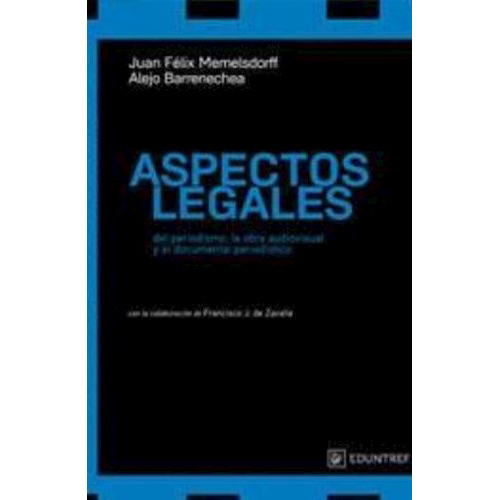 Juan Félix Memelsdorff
Alejo Barrenechea
ASPECTOS
LEGALES
del periodismo, la obra audiovisual
y el documental periodístico
con la colaboración de Francisco J. de Zavalía
EDUNTREF